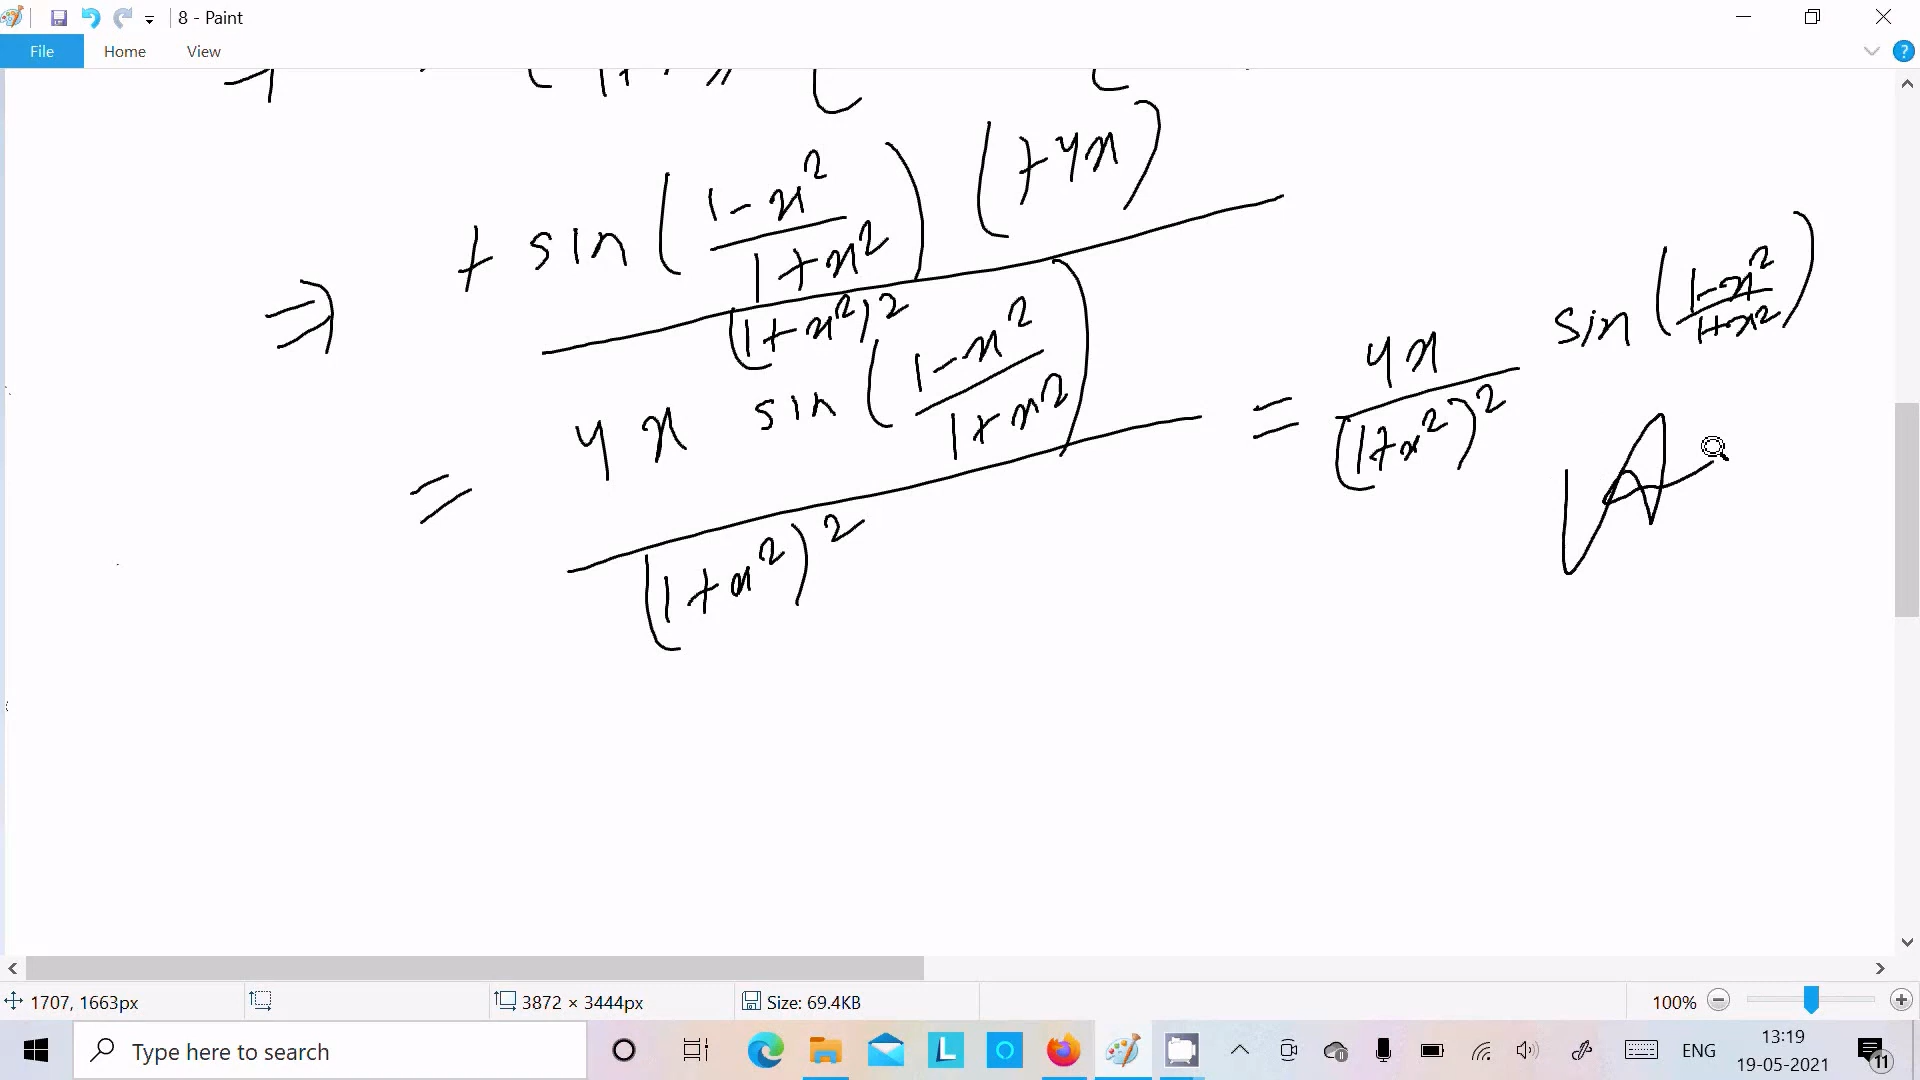 8 - Paint
File Home View
⇒ + sin((1-x²)/(1+x²)) (+4x) / (1+x²)²
= 4x sin((1-x²)/(1+x²)) / (1+x²)² = 4x/(1+x²)² sin((1-x²)/(1+x²))
1707, 1663px 3872 × 3444px Size: 69.4KB 100%
Type here to search
L
ENG
13:19
19-05-2021
11